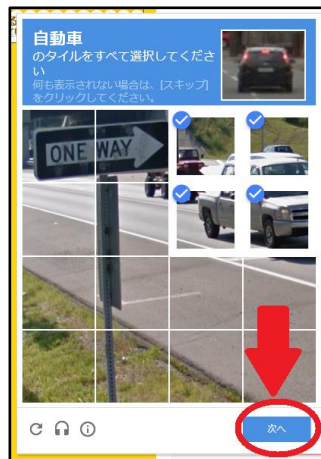 自動車
のタイルをすべて選択してくださ
い
何も表示されない場合は、[スキップ]
をクリックしてください。
ONE WAY
次へ